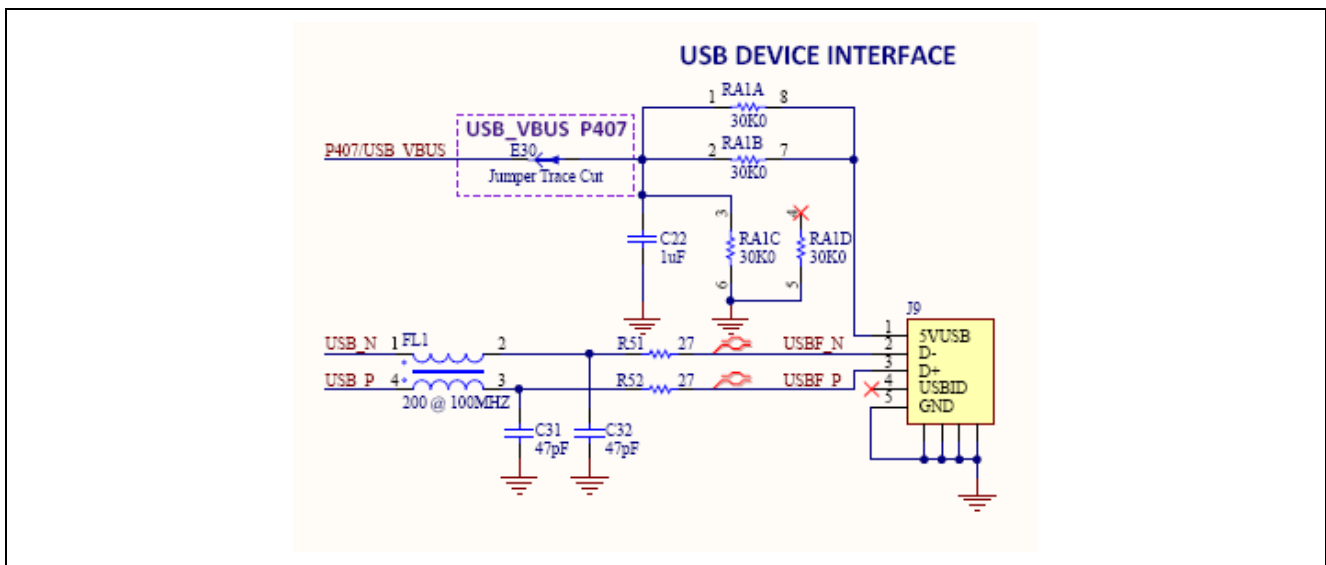 USB DEVICE INTERFACE
1 RA1A 8
30K0
USB_VBUS P407
P407/USB_VBUS
E30
Jumper Trace Cut
2 RA1B 7
30K0
3
4
C22
1uF
RA1C
30K0
RA1D
30K0
6
5
J9
1 5VUSB
2 D-
3 D+
4 USBID
5 GND
USB_N 1 FL1 2
R51 27
USBF_N
USB_P 4 3
R52 27
USBF_P
200 @ 100MHZ
C31
47pF
C32
47pF